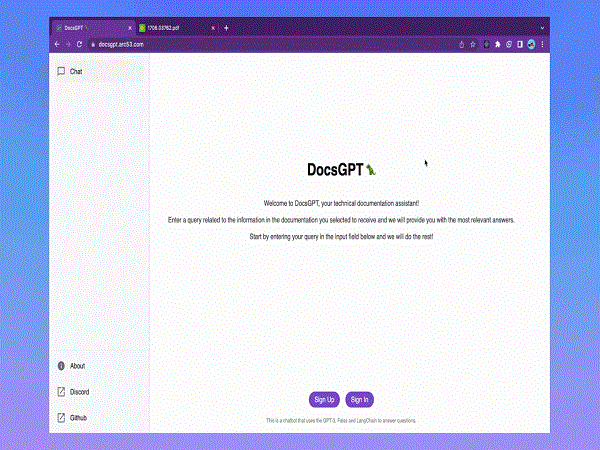 DocsGPT
1706.03762.pdf
docsgpt.arc53.com
Chat
DocsGPT
Welcome to DocsGPT, your technical documentation assistant!
Enter a query related to the information in the documentation you selected to receive and we will provide you with the most relevant answers.
Start by entering your query in the input field below and we will do the rest!
About
Discord
Github
Sign Up
Sign In
This is a chatbot that uses the GPT-3, Faiss and LangChain to answer questions.